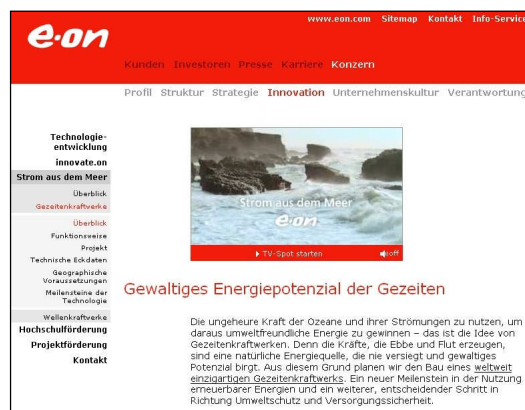 www.eon.com Sitemap Kontakt Info-Service
e·on
Kunden Investoren Presse Karriere Konzern
Profil Struktur Strategie Innovation Unternehmenskultur Verantwortung
Technologie-
entwicklung
innovate.on
Strom aus dem Meer
Überblick
Gezeitenkraftwerke
Überblick
Funktionsweise
Projekt
Technische Eckdaten
Geographische
Voraussetzungen
Meilensteine der
Technologie
Wellenkraftwerke
Hochschulförderung
Projektförderung
Kontakt
Strom aus dem Meer
e·on
TV-Spot starten off
Gewaltiges Energiepotenzial der Gezeiten
Die ungeheure Kraft der Ozeane und ihrer Strömungen zu nutzen, um
daraus umweltfreundliche Energie zu gewinnen – das ist die Idee von
Gezeitenkraftwerken. Denn die Kräfte, die Ebbe und Flut erzeugen,
sind eine natürliche Energiequelle, die nie versiegt und gewaltiges
Potenzial birgt. Aus diesem Grund planen wir den Bau eines weltweit
einzigartigen Gezeitenkraftwerks. Ein neuer Meilenstein in der Nutzung
erneuerbarer Energien und ein weiterer, entscheidender Schritt in
Richtung Umweltschutz und Versorgungssicherheit.